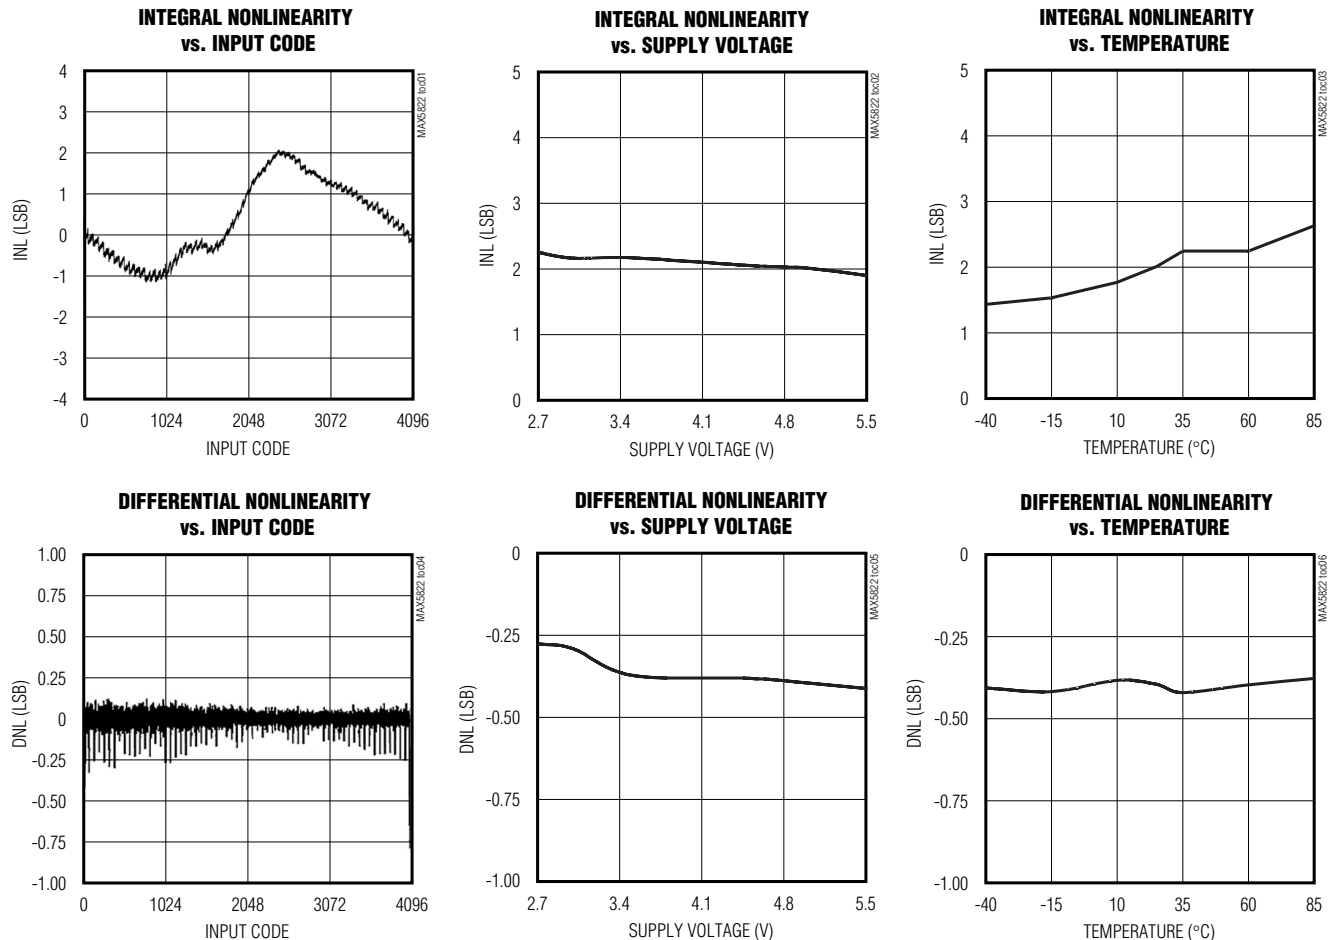 INTEGRAL NONLINEARITY
vs. INPUT CODE
4
3
2
1
0
-1
-2
-3
-4
INL (LSB)
0 1024 2048 3072 4096
INPUT CODE
MAX5822 toc01
INTEGRAL NONLINEARITY
vs. SUPPLY VOLTAGE
5
4
3
2
1
0
INL (LSB)
2.7 3.4 4.1 4.8 5.5
SUPPLY VOLTAGE (V)
MAX5822 toc02
INTEGRAL NONLINEARITY
vs. TEMPERATURE
5
4
3
2
1
0
INL (LSB)
-40 -15 10 35 60 85
TEMPERATURE (°C)
MAX5822 toc03
DIFFERENTIAL NONLINEARITY
vs. INPUT CODE
1.00
0.75
0.50
0.25
0
-0.25
-0.50
-0.75
-1.00
DNL (LSB)
0 1024 2048 3072 4096
INPUT CODE
MAX5822 toc04
DIFFERENTIAL NONLINEARITY
vs. SUPPLY VOLTAGE
0
-0.25
-0.50
-0.75
-1.00
DNL (LSB)
2.7 3.4 4.1 4.8 5.5
SUPPLY VOLTAGE (V)
MAX5822 toc05
DIFFERENTIAL NONLINEARITY
vs. TEMPERATURE
0
-0.25
-0.50
-0.75
-1.00
DNL (LSB)
-40 -15 10 35 60 85
TEMPERATURE (°C)
MAX5822 toc06